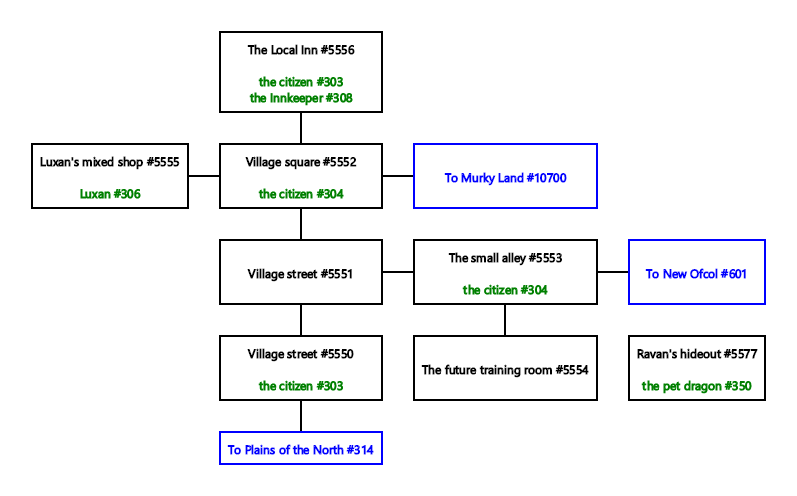 The Local Inn #5556
the citizen #303
the Innkeeper #308
Luxan's mixed shop #5555
Luxan #306
Village square #5552
the citizen #304
To Murky Land #10700
Village street #5551
The small alley #5553
the citizen #304
To New Ofcol #601
Village street #5550
the citizen #303
The future training room #5554
Ravan's hideout #5577
the pet dragon #350
To Plains of the North #314